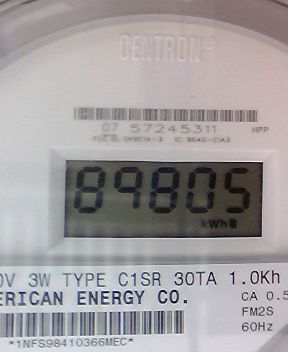 CENTRON®
07 57245311 HPP
89805
kWh
0V 3W TYPE C1SR 30TA 1.0Kh
ERICAN ENERGY CO. CA 0.5
FM2S
*1NFS98410366MEC* 60Hz